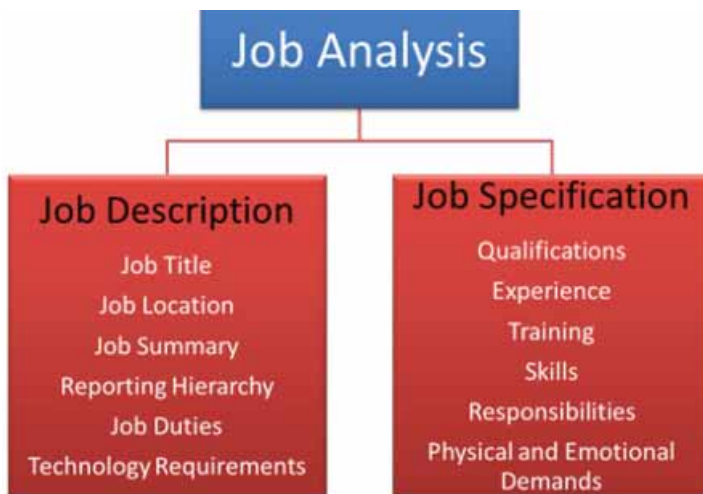 Job Analysis
Job Description
Job Title
Job Location
Job Summary
Reporting Hierarchy
Job Duties
Technology Requirements
Job Specification
Qualifications
Experience
Training
Skills
Responsibilities
Physical and Emotional
Demands